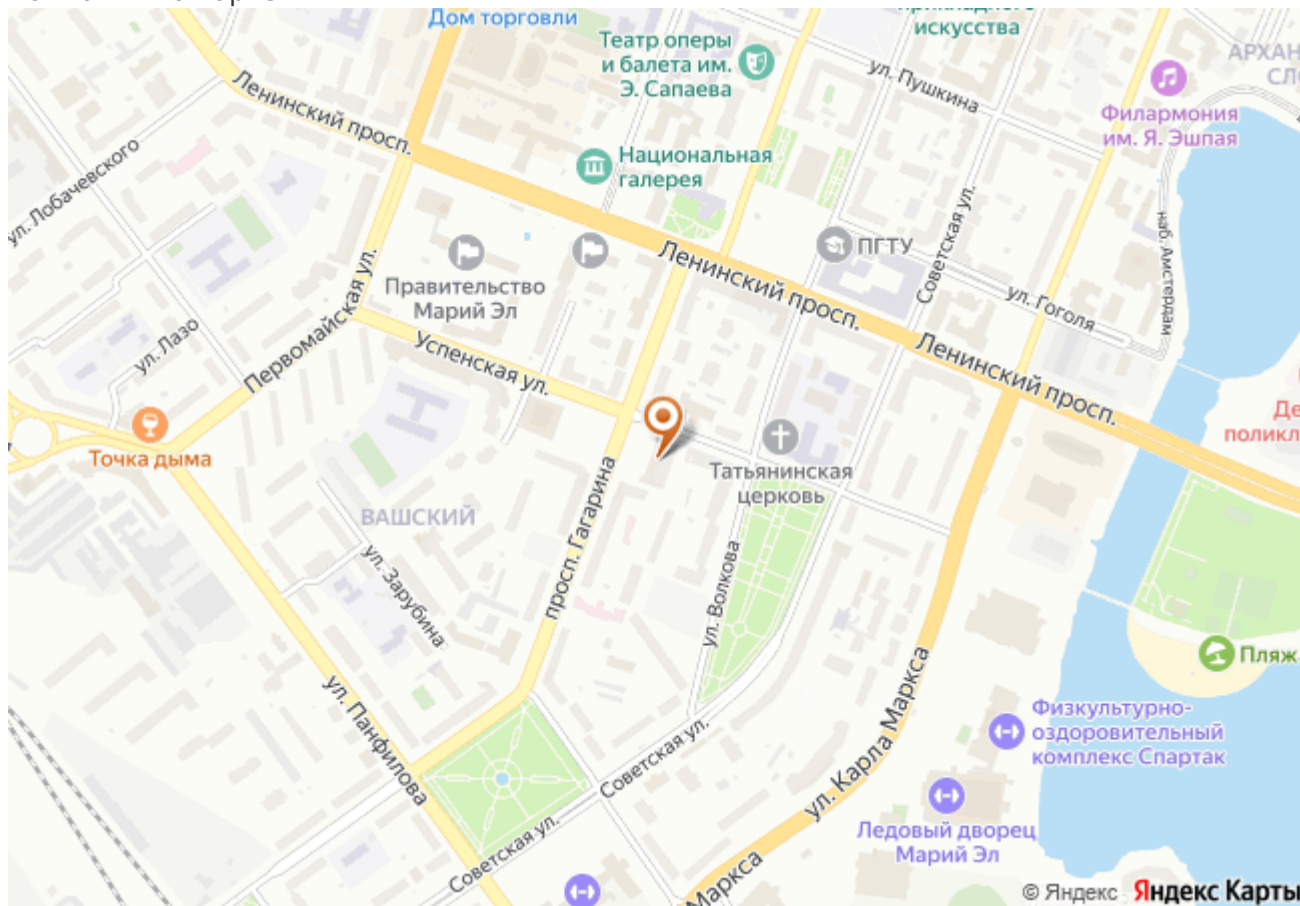 Дом торговли
искусства
Театр оперы
и балета им.
Э. Сапаева
ул. Пушкина
Филармония
им. Я. Эшпая
Ленинский просп.
Национальная
галерея
ул. Лобачевского
ПГТУ
Советская ул.
наб. Амстердам
Правительство
Марий Эл
Ленинский просп.
ул. Гоголя
ул. Лазо
Первомайская ул.
Успенская ул.
Ленинский просп.
Точка дыма
Татьянинская
церковь
ВАШСКИЙ
просп. Гагарина
ул. Зарубина
ул. Волкова
Пляж
ул. Панфилова
Советская ул.
ул. Карла Маркса
Физкультурно-
оздоровительный
комплекс Спартак
Ледовый дворец
Марий Эл
Советская ул.
Маркса
© Яндекс Яндекс Карты